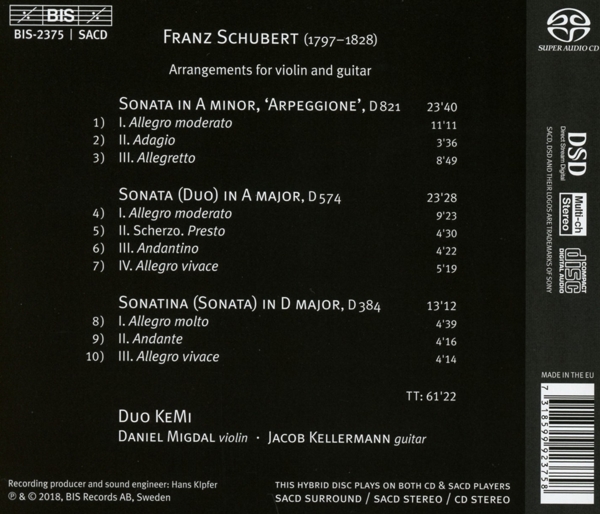 BIS
BIS-2375 | SACD
FRANZ SCHUBERT (1797–1828)
Arrangements for violin and guitar
SONATA IN A MINOR, ‘ARPEGGIONE’, D 821 23'40
1) I. Allegro moderato 11'11
2) II. Adagio 3'36
3) III. Allegretto 8'49
SONATA (DUO) IN A MAJOR, D 574 23'28
4) I. Allegro moderato 9'23
5) II. Scherzo. Presto 4'30
6) III. Andantino 4'22
7) IV. Allegro vivace 5'19
SONATINA (SONATA) IN D MAJOR, D 384 13'12
8) I. Allegro molto 4'39
9) II. Andante 4'16
10) III. Allegro vivace 4'14
TT: 61'22
DUO KEMI
DANIEL MIGDAL violin · JACOB KELLERMANN guitar
Recording producer and sound engineer: Hans Kipfer
℗ & © 2018, BIS Records AB, Sweden
THIS HYBRID DISC PLAYS ON BOTH CD & SACD PLAYERS
SACD SURROUND / SACD STEREO / CD STEREO
SUPER AUDIO CD
DSD
Direct Stream Digital
Multi-ch
Stereo
COMPACT
disc
DIGITAL AUDIO
SACD, DSD AND THEIR LOGOS ARE TRADEMARKS OF SONY
MADE IN THE EU
7 318599 923758